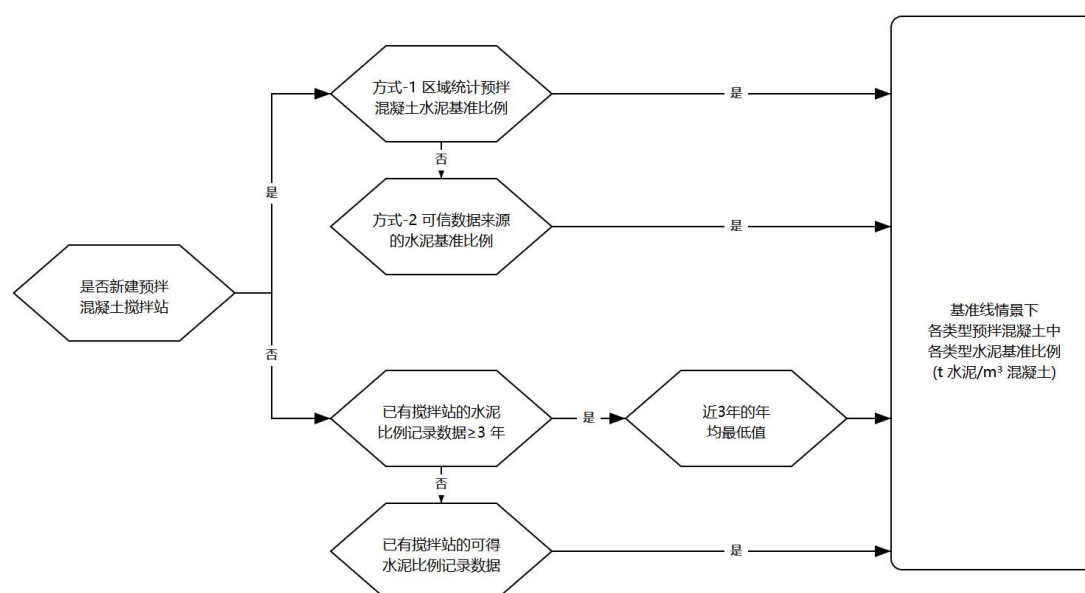 方式-1 区域统计预拌
混凝土水泥基准比例
是
否
是
方式-2 可信数据来源
的水泥基准比例
是
是否新建预拌
混凝土搅拌站
否
基准线情景下
各类型预拌混凝土中
各类型水泥基准比例
(t 水泥/m³ 混凝土)
已有搅拌站的水泥
比例记录数据≥3 年
是
近3年的年
均最低值
否
已有搅拌站的可得
水泥比例记录数据
是